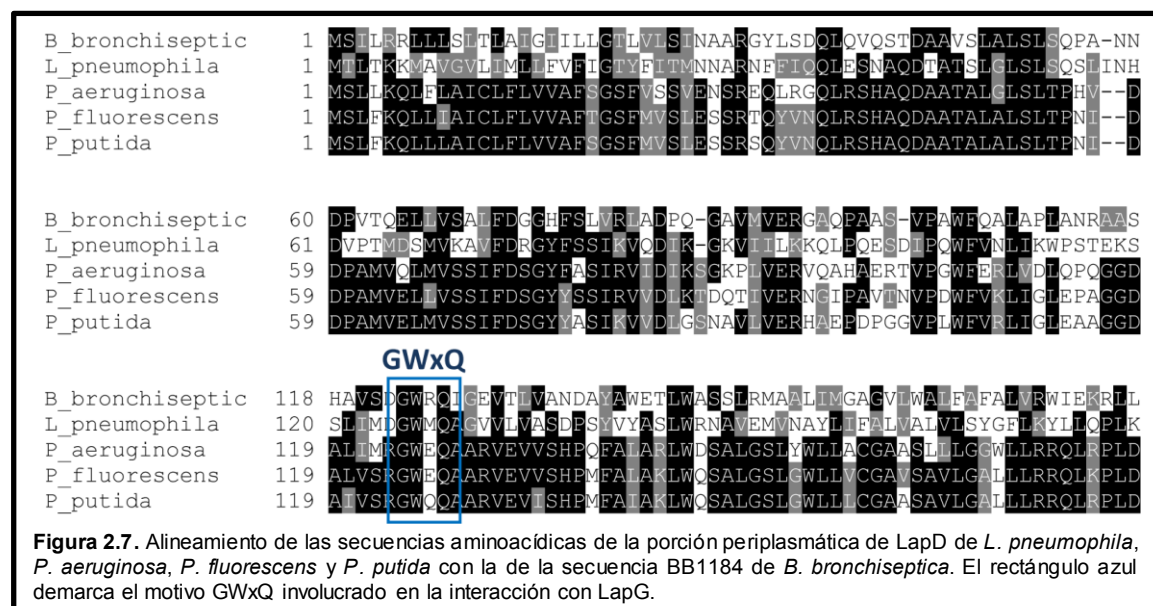 B_bronchiseptic 1 MSILRRLLLSLTLAIGIILLGTLVLSINAARGYLSDQLQVQSTDAAVSLALSLSQPA-NN
L_pneumophila 1 MTLTKKMAVGVLIMLLFVFIGTYFITMNNARNFFIQQLESNAQDTATSLGLSLSQSLINH
P_aeruginosa 1 MSLLKQLFLAICLFLVVAFSGSFVSSVENSREQLRGQLRSHAQDAATALGLSLTPHV--D
P_fluorescens 1 MSLFKQLLIAICLFLVVAFTGSFMVSLESSRTQYVNQLRSHAQDAATALALSLTPNI--D
P_putida 1 MSLFKQLLLAICLFLVVAFSGSFMVSLESSRSQYVNQLRSHAQDAATALALSLTPNI--D
B_bronchiseptic 60 DPVTQELLVSALFDGGHFSLVRLADPQ-GAVMVERGAQPAAS-VPAWFQALAPLANRAAS
L_pneumophila 61 DVPTMDSMVKAVFDRGYFSSIKVQDIK-GKVIILKKQLPQESDIPQWFVNLIKWPSTEKS
P_aeruginosa 59 DPAMVQLMVSSIFDSGYFASIRVIDIKSGKPLVERVQAHAERTVPGWFERLVDLQPQGGD
P_fluorescens 59 DPAMVELLVSSIFDSGYYSSIRVVDLKTDQTIVERNGIPAVTNVPDWFVKLIGLEPAGGD
P_putida 59 DPAMVELMVSSIFDSGYYASIKVVDLGSNAVLVERHAEPDPGGVPLWFVRLIGLEAAGGD
GWxQ
B_bronchiseptic 118 HAVSDGWRQIGEVTLVANDAYAWETLWASSLRMAALIMGAGVLWALFAFALVRWIEKRLL
L_pneumophila 120 SLIMDGWMQAGVVLVASDPSYVYASLWRNAVEMVNAYLIFALVALVLSYGFLKYLLQPLK
P_aeruginosa 119 ALIMRGWEQAARVEVVSHPQFALARLWDSALGSLYWLLACGAASLLLGGWLLRRQLKPLD
P_fluorescens 119 ALVSRGWEQAARVEVVSHPMFALAKLWQSALGSLGWLLVCGAVSAVLGALLLRRQLKPLD
P_putida 119 AIVSRGWQQAARVEVISHPMFAIAKLWQSALGSLGWLLLCGAASAVLGALLLRRQLRPLD
Figura 2.7. Alineamiento de las secuencias aminoacídicas de la porción periplasmática de LapD de L. pneumophila,
P. aeruginosa, P. fluorescens y P. putida con la de la secuencia BB1184 de B. bronchiseptica. El rectángulo azul
demarca el motivo GWxQ involucrado en la interacción con LapG.